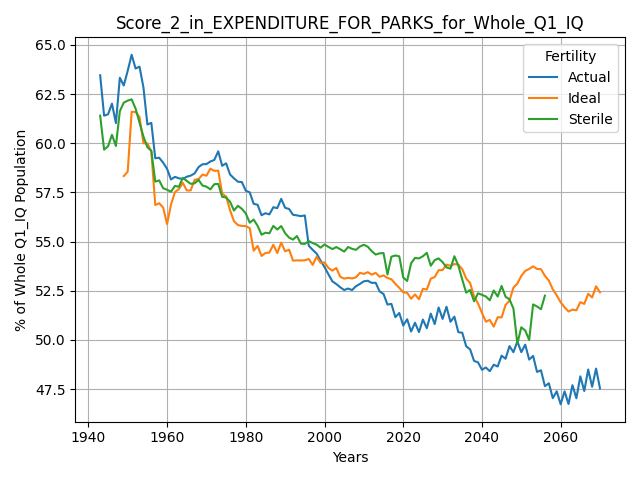 Score_2_in_EXPENDITURE_FOR_PARKS_for_Whole_Q1_IQ
65.0
62.5
60.0
57.5
55.0
52.5
50.0
47.5
% of Whole Q1_IQ Population
Fertility
Actual
Ideal
Sterile
1940 1960 1980 2000 2020 2040 2060
Years